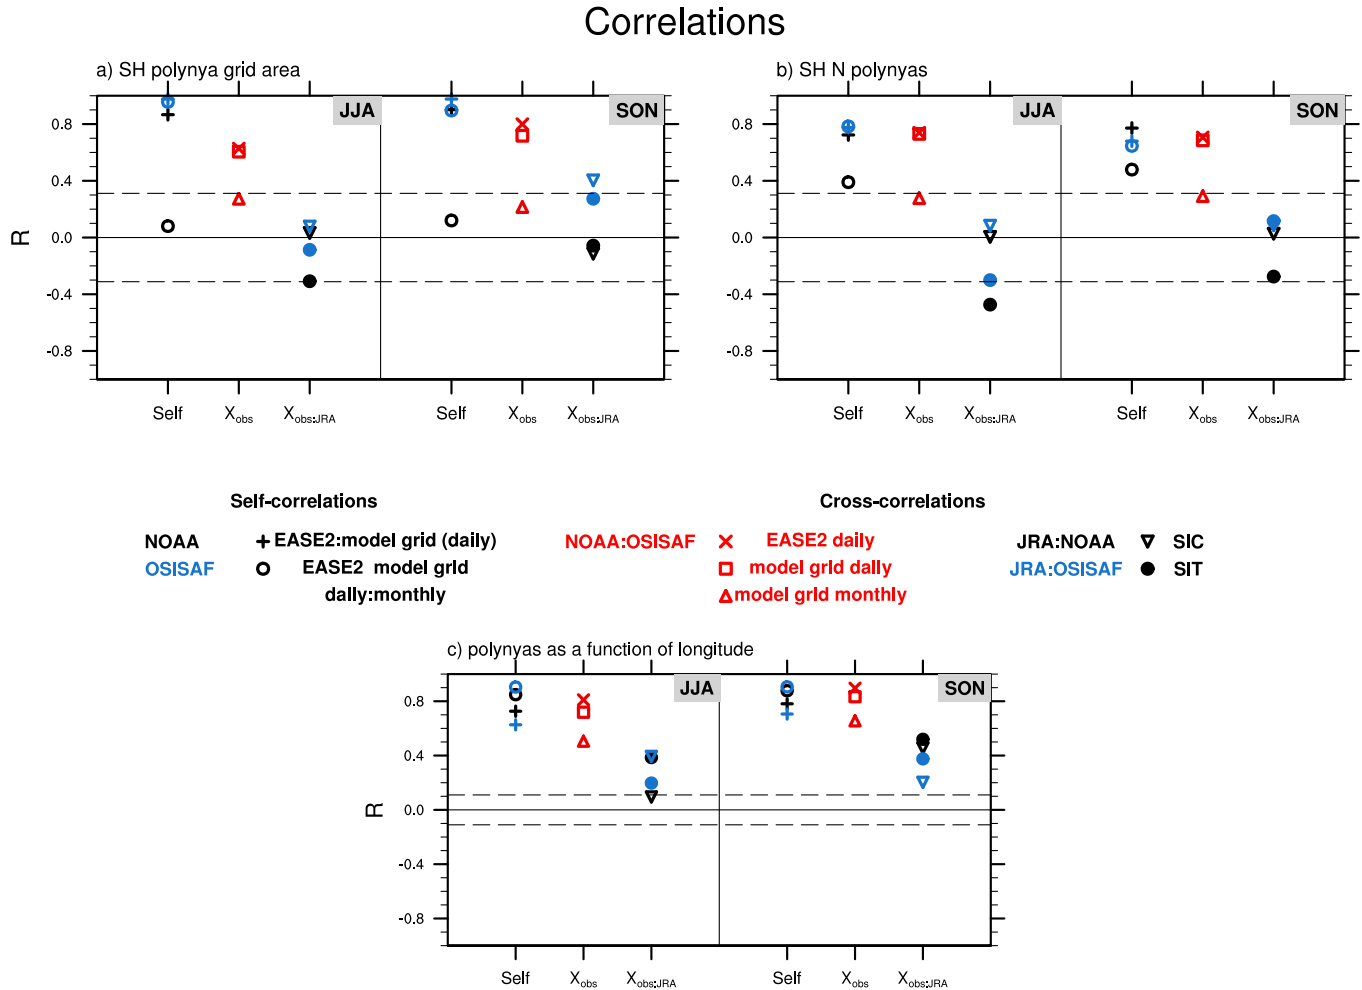 Correlations
a) SH polynya grid area
JJA
SON
0.8
0.4
0.0
-0.4
-0.8
R
Self
Xobs
Xobs:JRA
Self
Xobs
Xobs:JRA
b) SH N polynyas
JJA
SON
0.8
0.4
0.0
-0.4
-0.8
Self
Xobs
Xobs:JRA
Self
Xobs
Xobs:JRA
Self-correlations
Cross-correlations
NOAA
EASE2:model grid (daily)
NOAA:OSISAF
EASE2 daily
JRA:NOAA
SIC
OSISAF
EASE2 model grid
model grid daily
JRA:OSISAF
SIT
daily:monthly
model grid monthly
c) polynyas as a function of longitude
JJA
SON
0.8
0.4
0.0
-0.4
-0.8
R
Self
Xobs
Xobs:JRA
Self
Xobs
Xobs:JRA